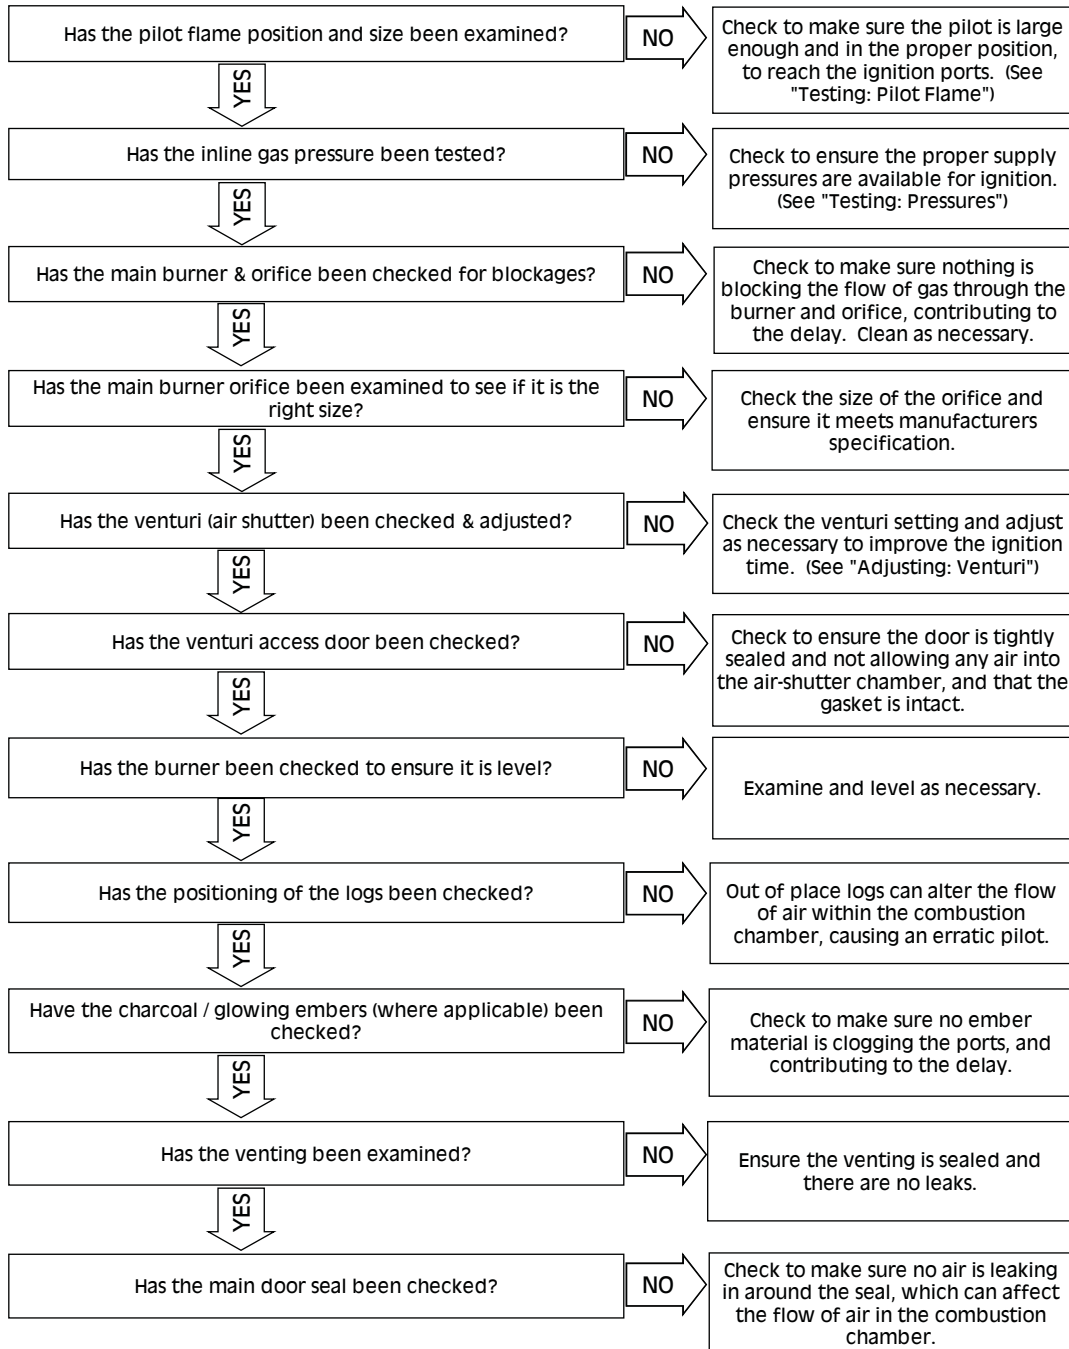 Has the pilot flame position and size been examined?
NO
Check to make sure the pilot is large
enough and in the proper position,
to reach the ignition ports.  (See
"Testing: Pilot Flame")
YES
Has the inline gas pressure been tested?
NO
Check to ensure the proper supply
pressures are available for ignition.
(See "Testing: Pressures")
YES
Has the main burner & orifice been checked for blockages?
NO
Check to make sure nothing is
blocking the flow of gas through the
burner and orifice, contributing to
the delay.  Clean as necessary.
YES
Has the main burner orifice been examined to see if it is the
right size?
NO
Check the size of the orifice and
ensure it meets manufacturers
specification.
YES
Has the venturi (air shutter) been checked & adjusted?
NO
Check the venturi setting and adjust
as necessary to improve the ignition
time.  (See "Adjusting: Venturi")
YES
Has the venturi access door been checked?
NO
Check to ensure the door is tightly
sealed and not allowing any air into
the air-shutter chamber, and that the
gasket is intact.
YES
Has the burner been checked to ensure it is level?
NO
Examine and level as necessary.
YES
Has the positioning of the logs been checked?
NO
Out of place logs can alter the flow
of air within the combustion
chamber, causing an erratic pilot.
YES
Have the charcoal / glowing embers (where applicable) been
checked?
NO
Check to make sure no ember
material is clogging the ports, and
contributing to the delay.
YES
Has the venting been examined?
NO
Ensure the venting is sealed and
there are no leaks.
YES
Has the main door seal been checked?
NO
Check to make sure no air is leaking
in around the seal, which can affect
the flow of air in the combustion
chamber.